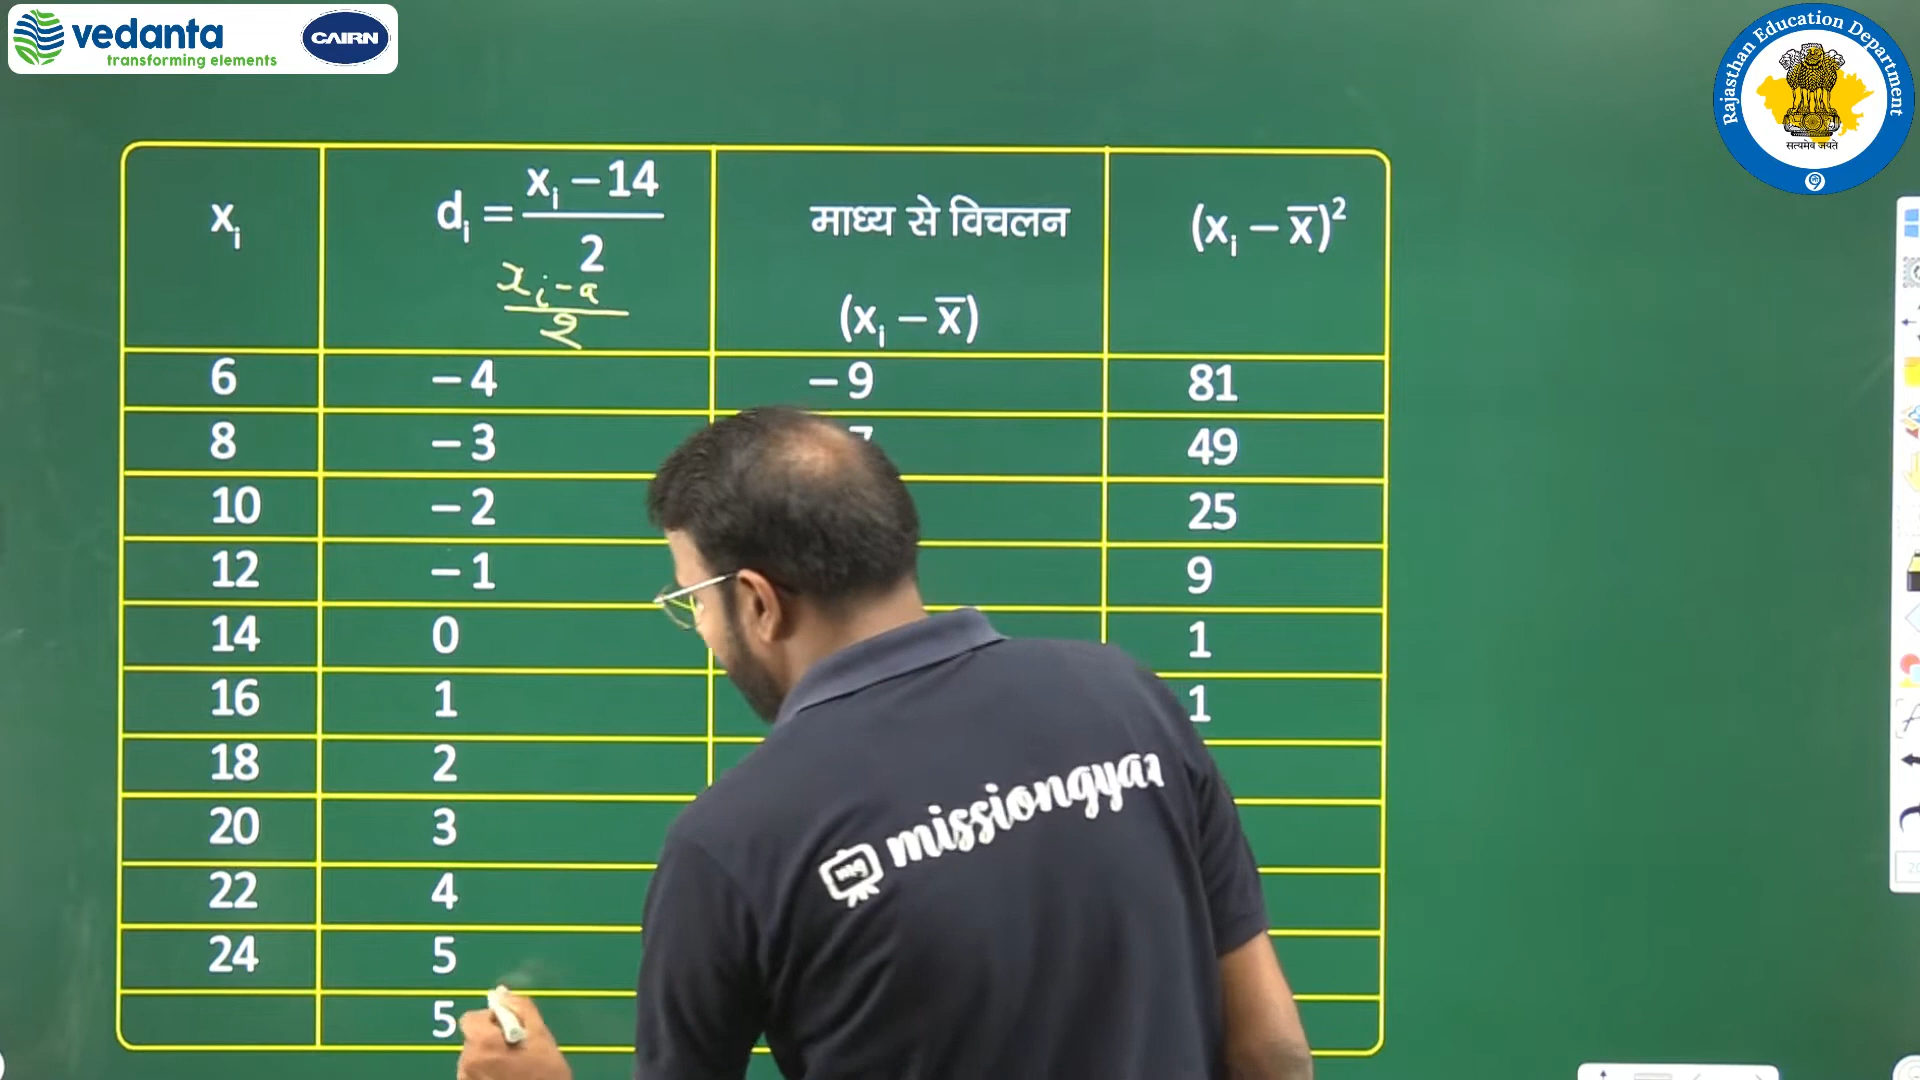 vedanta
transforming elements
CAIRN
Rajasthan Education Department
सत्यमेव जयते
xᵢ
dᵢ = (xᵢ – 14) / 2
xᵢ - a
2
माध्य से विचलन
(xᵢ – x̅)
(xᵢ – x̅)²
6 – 4 – 9 81
8 – 3 49
10 – 2 25
12 – 1 9
14 0 1
16 1 1
18 2
20 3
22 4
24 5
5
missiongyan
mg